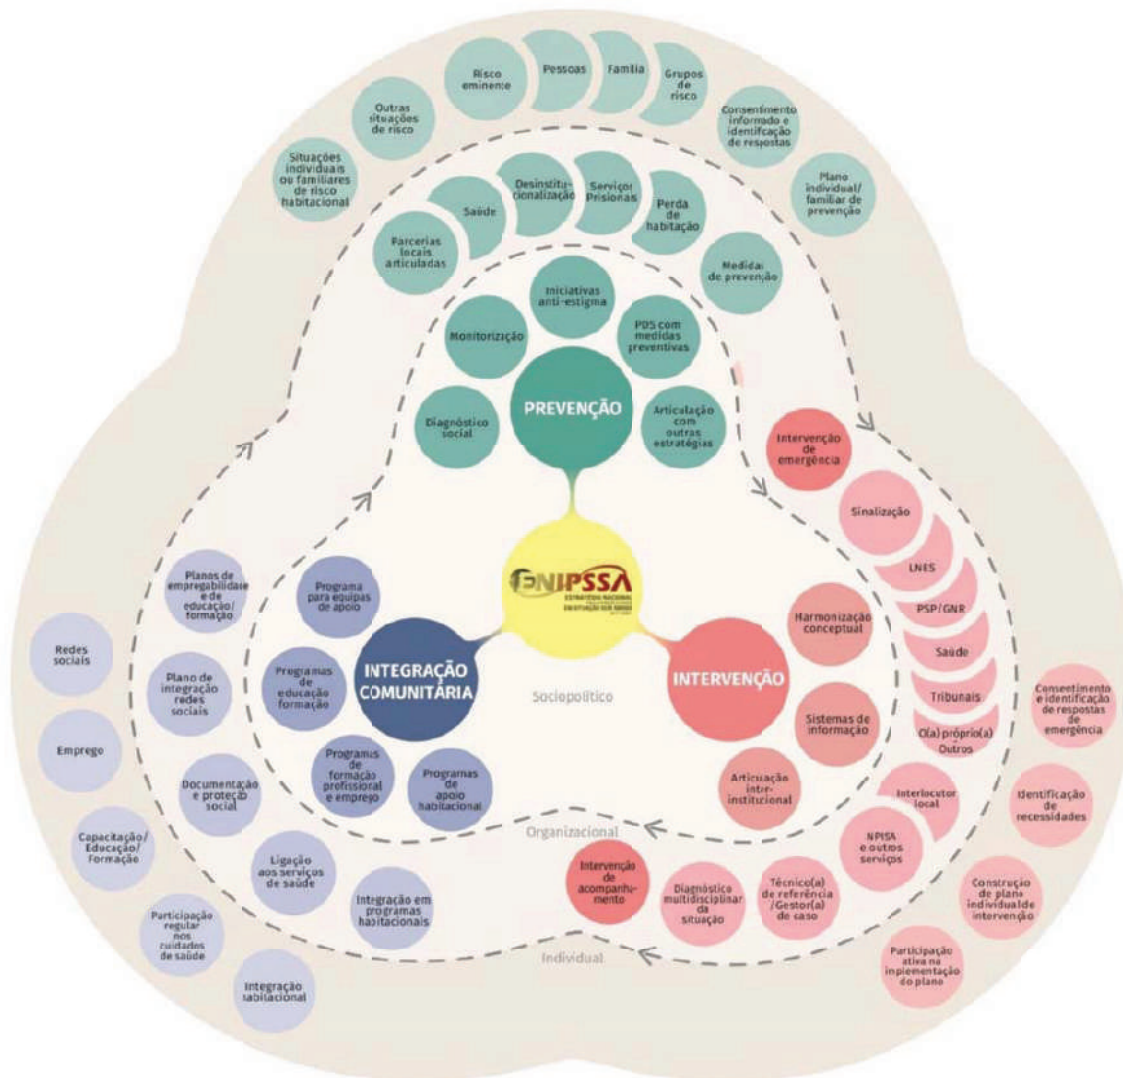 Risco
eminente
Pessoas
Família
Grupos
de
risco
Outras
situações
de risco
Consentimento
informado e
identifcação
de respostas
Situações
individuais
ou familiares
de risco
habitacional
Plano
individual/
familiar de
prevenção
Parcerias
locais
articuladas
Saúde
Desinstitu-
cionalização
Serviços
Prisionais
Perda
de
habitação
Medidas
de prevenção
Monitorização
Iniciativas
anti-estigma
PDS com
medidas
preventivas
Diagnóstico
social
PREVENÇÃO
Articulação
com
outras
estratégias
Intervenção
de
emergência
Sinalização
LNES
PSP/GNR
Saúde
Tribunais
O(a) próprio(a)
Outros
Interlocutor
local
NPISA
e outros
serviços
Técnico(a)
de referência
/Gestor(a)
de caso
Diagnóstico
multidisciplinar
da
situação
Intervenção
de
acompanha-
mento
ENIPSSA
ESTRATÉGIA NACIONAL
EM SITUAÇÃO SEM ABRIGO
Harmonização
conceptual
INTERVENÇÃO
Sistemas de
informação
Articuação
inter-
institucional
Consentimento
e identificação
de respostas
de
emergência
Identificação
de
necessidades
Construção
de plano
individual de
intervenção
Participação
ativa na
inplementação
do plano
Programa
para equipas
de apoio
INTEGRAÇÃO
COMUNITÁRIA
Programas
de
educação
formação
Programas
de
formação
profissional
e emprego
Programas
de
apoio
habitacional
Sociopolítico
Organizacional
Individual
Planos de
empregabilidade
e de
educação/
formação
Plano de
integração
redes
sociais
Documentação
e proteção
social
Ligação
aos serviços
de saúde
Integração em
programas
habitacionais
Redes
sociais
Emprego
Capacitação/
Educação/
Formação
Participação
regular
nos
cuidados
de saúde
Integração
habitacional